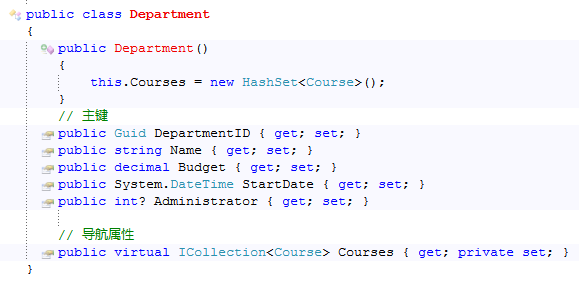 public class Department
{
public Department()
{
this.Courses = new HashSet<Course>();
}
// 主键
public Guid DepartmentID { get; set; }
public string Name { get; set; }
public decimal Budget { get; set; }
public System.DateTime StartDate { get; set; }
public int? Administrator { get; set; }
// 导航属性
public virtual ICollection<Course> Courses { get; private set; }
}